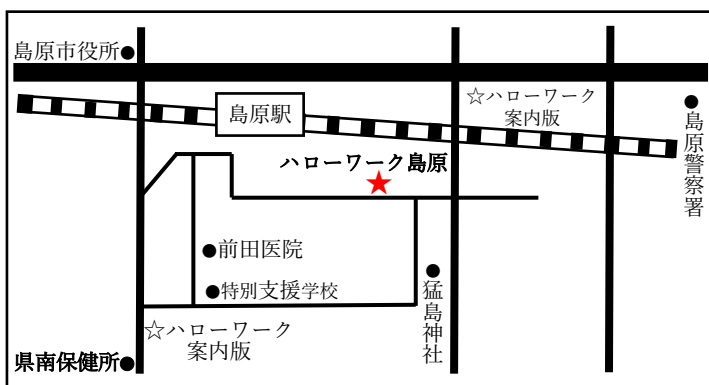 島原市役所●
☆ハローワーク
案内版
島原駅
●島原警察署
ハローワーク島原
★
●前田医院
●特別支援学校
●猛島神社
☆ハローワーク
案内版
県南保健所●